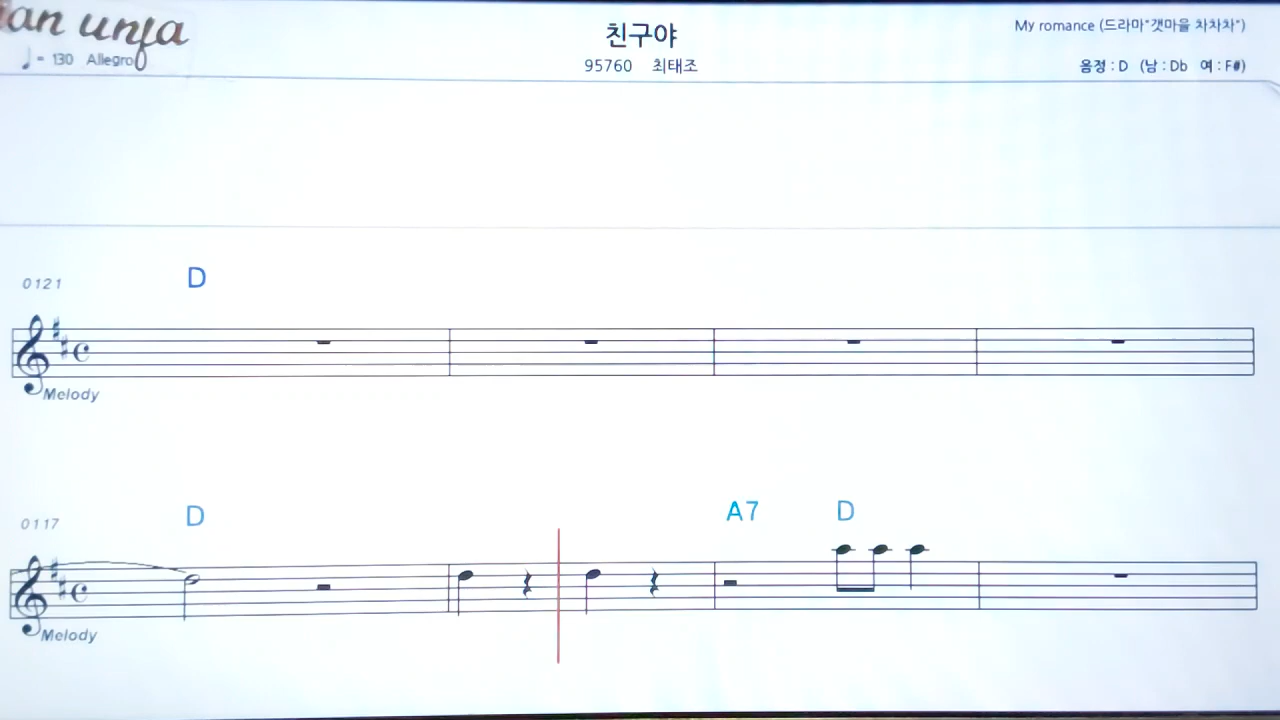 an unja
♩= 130 Allegro
친구야
95760 최태조
My romance (드라마"갯마을 차차차")
음정 : D (남 : Db 여 : F#)
0121
D
Melody
0117
D
A7
D
Melody